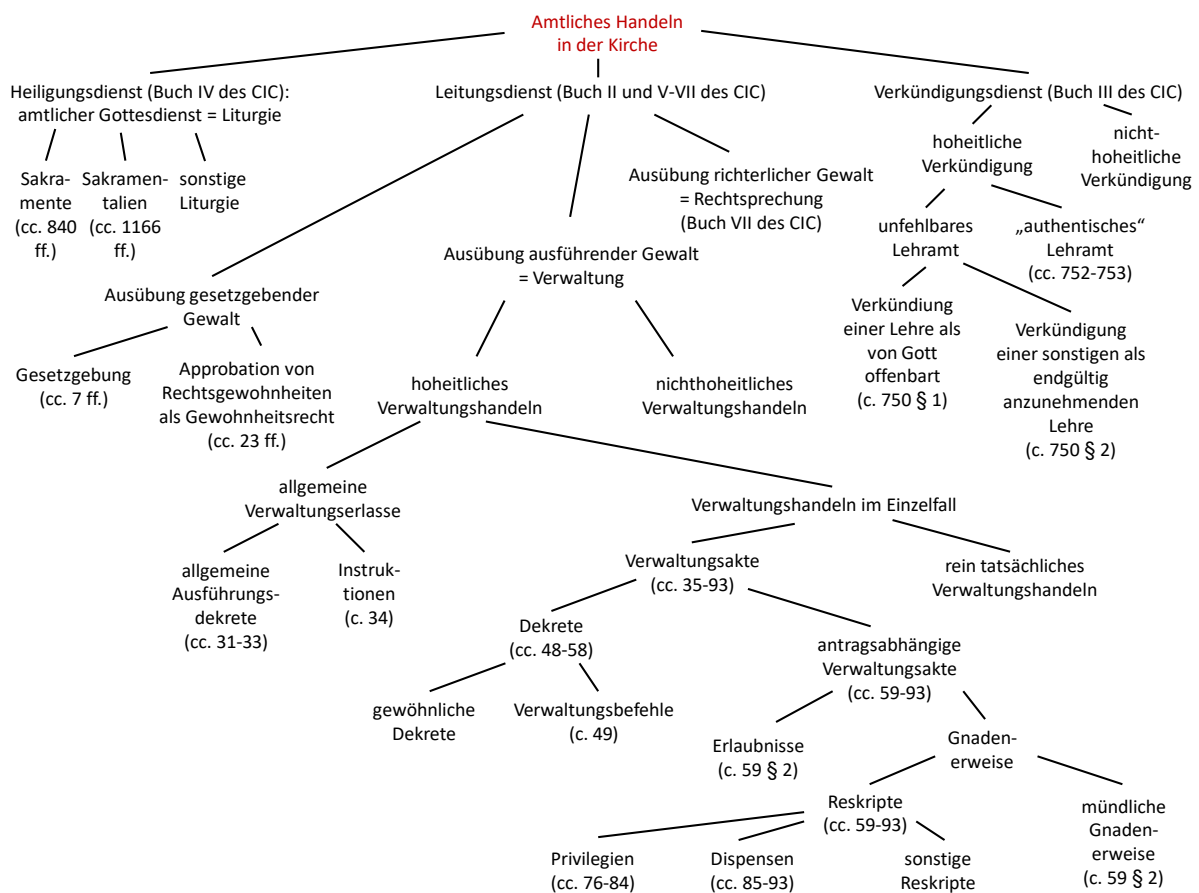 Amtliches Handeln
in der Kirche
Heiligungsdienst (Buch IV des CIC):
amtlicher Gottesdienst = Liturgie
Leitungsdienst (Buch II und V-VII des CIC)
Verkündigungsdienst (Buch III des CIC)
Sakra-
mente
(cc. 840
ff.)
Sakramen-
talien
(cc. 1166
ff.)
sonstige
Liturgie
hoheitliche
Verkündigung
nicht-
hoheitliche
Verkündigung
Ausübung richterlicher Gewalt
= Rechtsprechung
(Buch VII des CIC)
unfehlbares
Lehramt
„authentisches“
Lehramt
(cc. 752-753)
Ausübung ausführender Gewalt
= Verwaltung
Ausübung gesetzgebender
Gewalt
Verkündiung
einer Lehre als
von Gott
offenbart
(c. 750 § 1)
Verkündigung
einer sonstigen als
endgültig
anzunehmenden
Lehre
(c. 750 § 2)
Gesetzgebung
(cc. 7 ff.)
Approbation von
Rechtsgewohnheiten
als Gewohnheitsrecht
(cc. 23 ff.)
hoheitliches
Verwaltungshandeln
nichthoheitliches
Verwaltungshandeln
allgemeine
Verwaltungserlasse
Verwaltungshandeln im Einzelfall
allgemeine
Ausführungs-
dekrete
(cc. 31-33)
Instruk-
tionen
(c. 34)
Verwaltungsakte
(cc. 35-93)
rein tatsächliches
Verwaltungshandeln
Dekrete
(cc. 48-58)
antragsabhängige
Verwaltungsakte
(cc. 59-93)
gewöhnliche
Dekrete
Verwaltungsbefehle
(c. 49)
Erlaubnisse
(c. 59 § 2)
Gnaden-
erweise
Reskripte
(cc. 59-93)
mündliche
Gnaden-
erweise
(c. 59 § 2)
Privilegien
(cc. 76-84)
Dispensen
(cc. 85-93)
sonstige
Reskripte